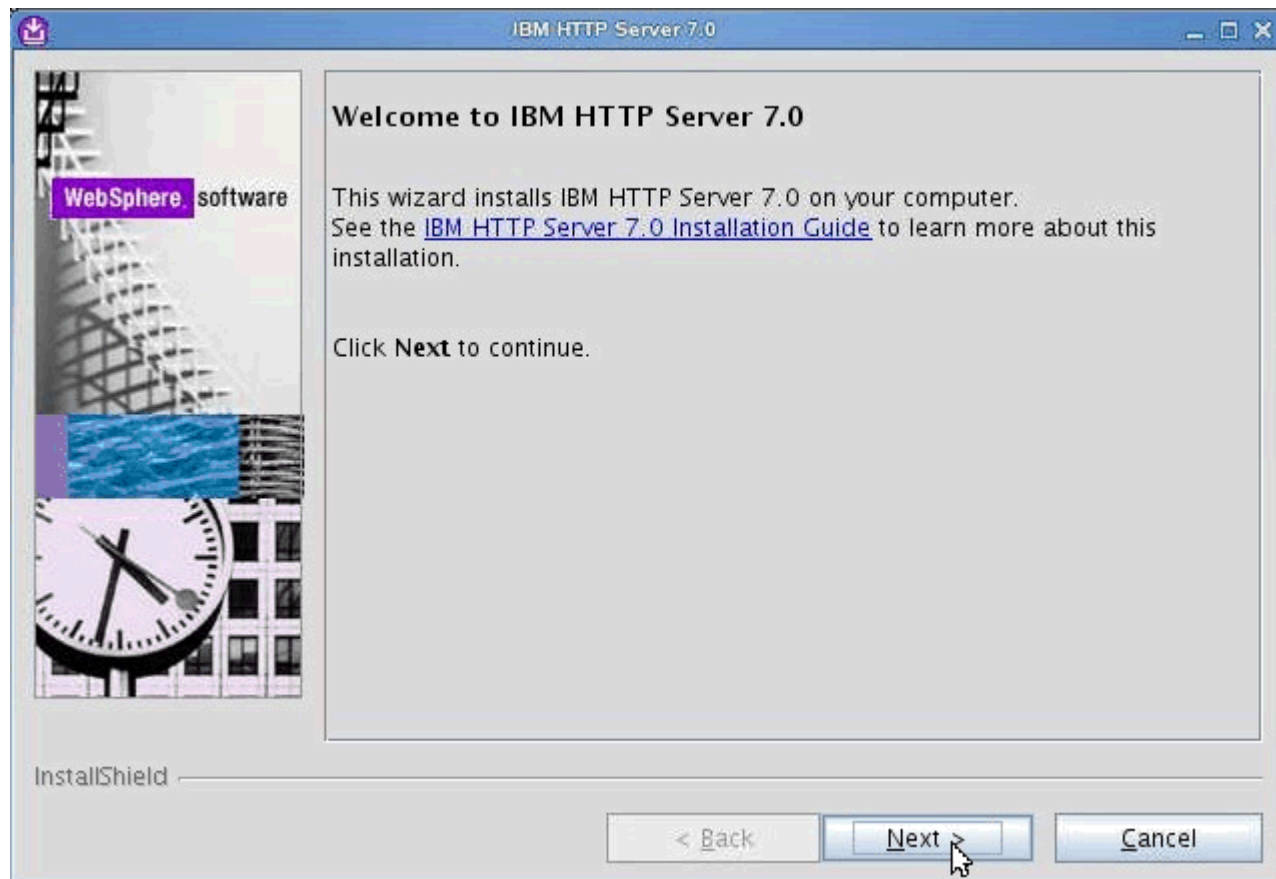 IBM HTTP Server 7.0
WebSphere. software
Welcome to IBM HTTP Server 7.0
This wizard installs IBM HTTP Server 7.0 on your computer.
See the IBM HTTP Server 7.0 Installation Guide to learn more about this
installation.
Click Next to continue.
InstallShield
< Back
Next >
Cancel